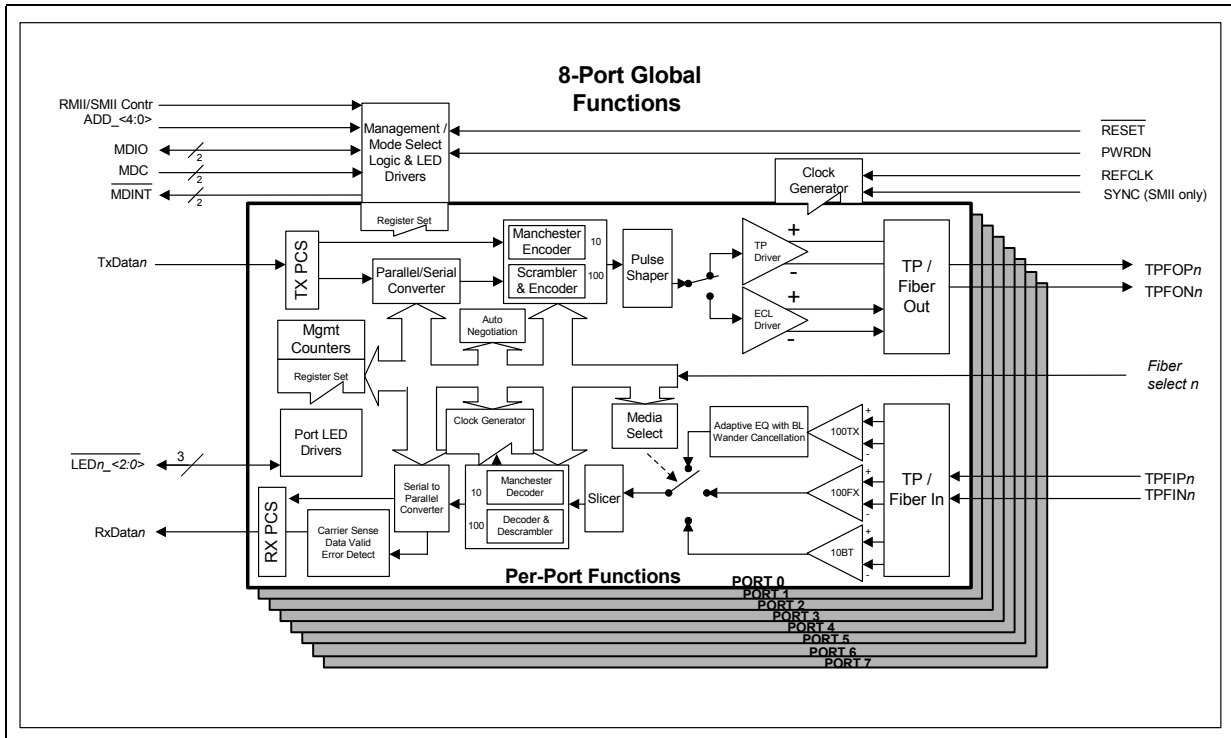 8-Port Global
Functions
RMII/SMII Contr
ADD_<4:0>
MDIO
2
MDC
2
MDINT
2
Management /
Mode Select
Logic & LED
Drivers
Register Set
RESET
PWRDN
REFCLK
SYNC (SMII only)
Clock
Generator
TxDatan
TX PCS
Parallel/Serial
Converter
Manchester
Encoder
10
Scrambler
& Encoder
100
Pulse
Shaper
TP
Driver
+
-
ECL
Driver
+
-
TP /
Fiber
Out
TPFOPn
TPFONn
Auto
Negotiation
Mgmt
Counters
Register Set
Fiber
select n
Clock Generator
Media
Select
Adaptive EQ with BL
Wander Cancellation
100TX
+
-
Port LED
Drivers
LEDn_<2:0>
3
Manchester
Decoder
10
Decoder &
Descrambler
100
Serial to
Parallel
Converter
Slicer
100FX
+
-
TP /
Fiber In
TPFIPn
TPFINn
RxDatan
RX PCS
Carrier Sense
Data Valid
Error Detect
10BT
+
-
Per-Port Functions
PORT 0
PORT 1
PORT 2
PORT 3
PORT 4
PORT 5
PORT 6
PORT 7